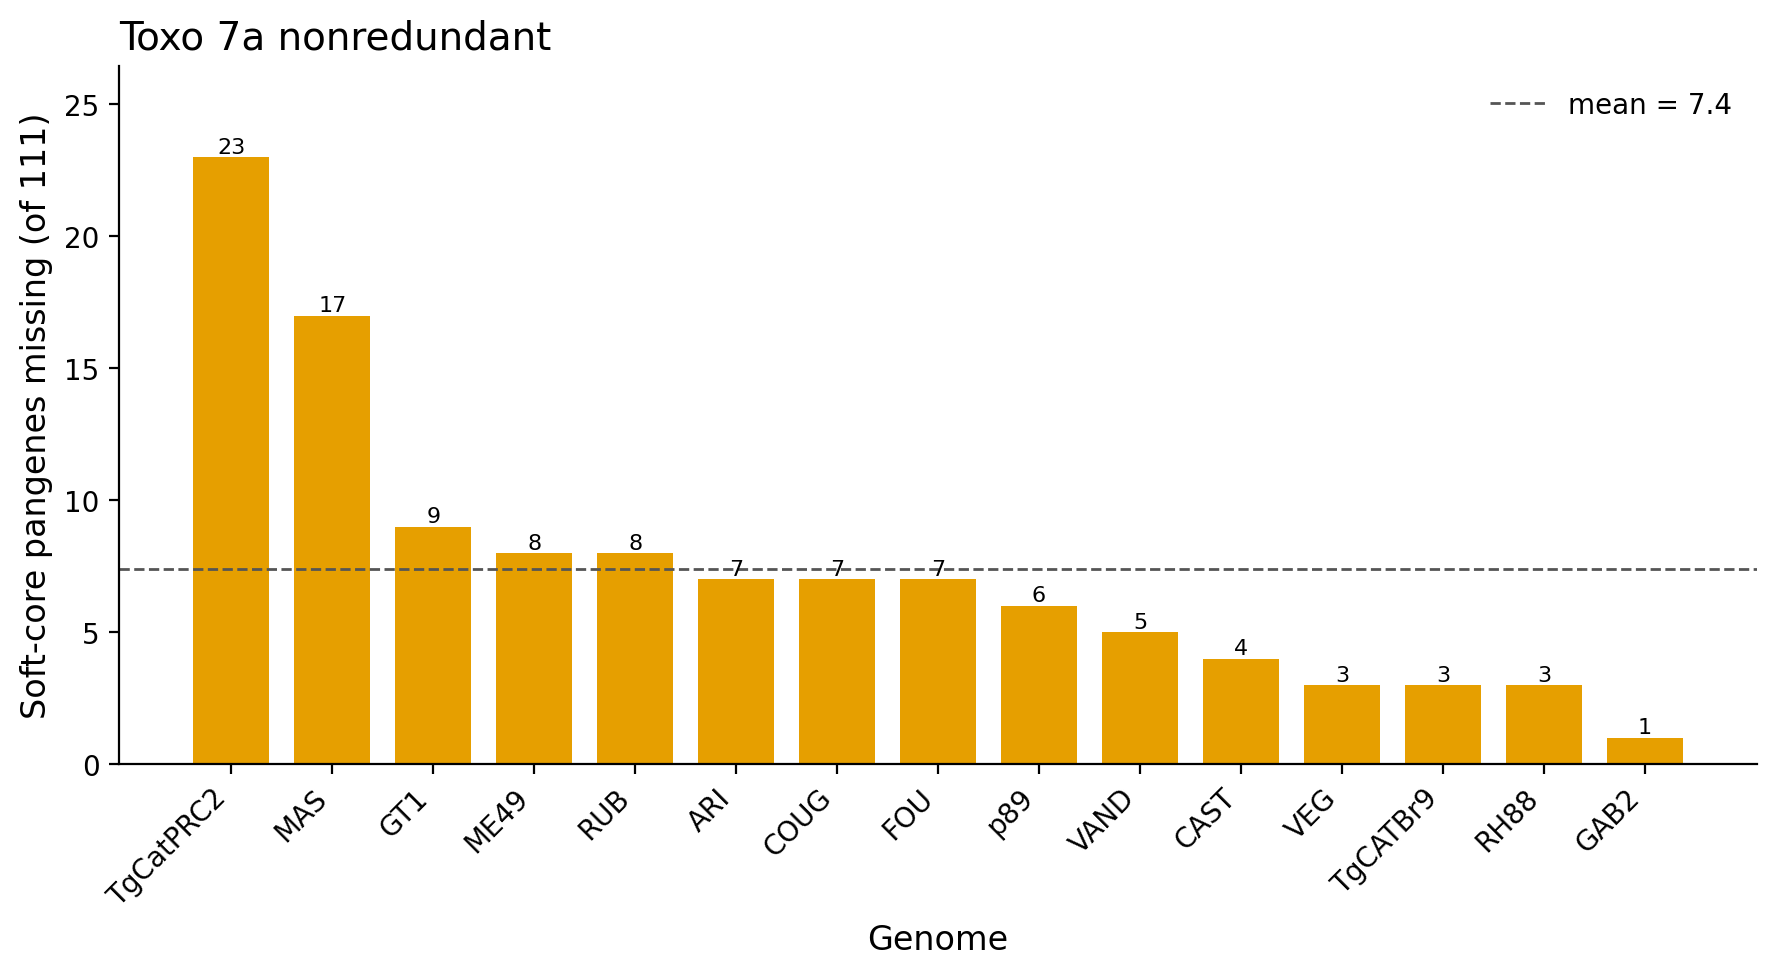 Toxo 7a nonredundant
mean = 7.4
Soft-core pangenes missing (of 111)
25
20
15
10
5
0
23
17
9
8
8
7
7
7
6
5
4
3
3
3
1
TgCatPRC2
MAS
GT1
ME49
RUB
ARI
COUG
FOU
p89
VAND
CAST
VEG
TgCATBr9
RH88
GAB2
Genome